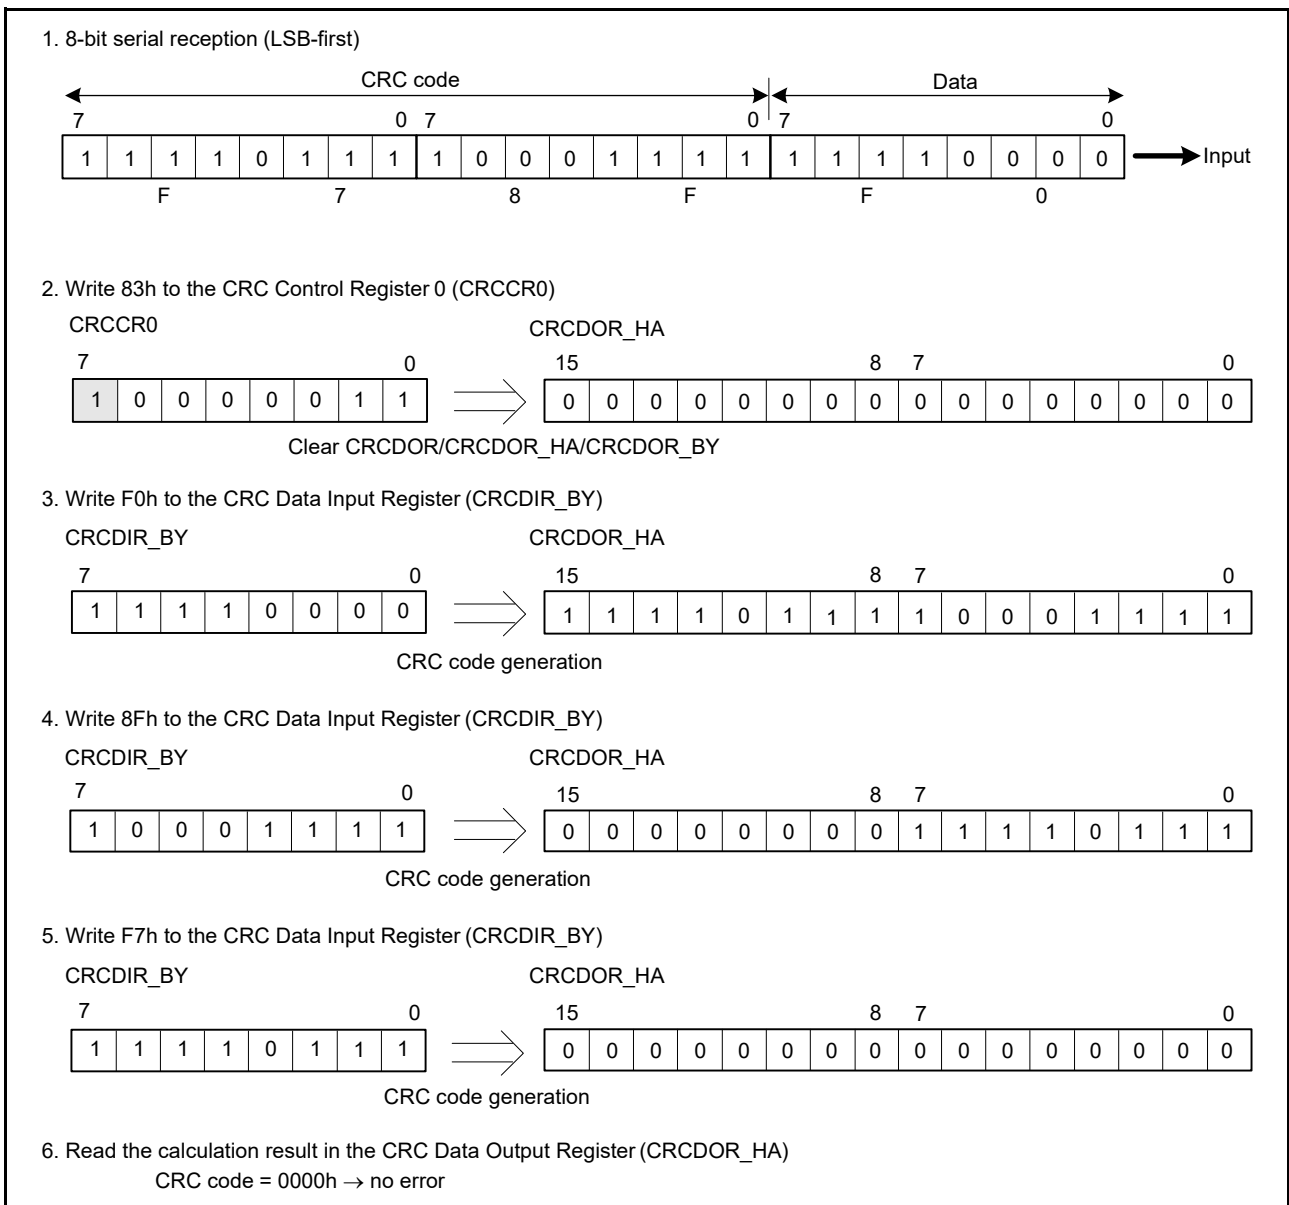 1. 8-bit serial reception (LSB-first)
CRC code Data
7 0 7 0 7 0
1 1 1 1 0 1 1 1 1 0 0 0 1 1 1 1 1 1 1 1 0 0 0 0 Input
F 7 8 F F 0
2. Write 83h to the CRC Control Register 0 (CRCCR0)
CRCCR0 CRCDOR_HA
7 0 15 8 7 0
1 0 0 0 0 0 1 1 0 0 0 0 0 0 0 0 0 0 0 0 0 0 0 0
Clear CRCDOR/CRCDOR_HA/CRCDOR_BY
3. Write F0h to the CRC Data Input Register (CRCDIR_BY)
CRCDIR_BY CRCDOR_HA
7 0 15 8 7 0
1 1 1 1 0 0 0 0 1 1 1 1 0 1 1 1 1 0 0 0 1 1 1 1
CRC code generation
4. Write 8Fh to the CRC Data Input Register (CRCDIR_BY)
CRCDIR_BY CRCDOR_HA
7 0 15 8 7 0
1 0 0 0 1 1 1 1 0 0 0 0 0 0 0 0 1 1 1 1 0 1 1 1
CRC code generation
5. Write F7h to the CRC Data Input Register (CRCDIR_BY)
CRCDIR_BY CRCDOR_HA
7 0 15 8 7 0
1 1 1 1 0 1 1 1 0 0 0 0 0 0 0 0 0 0 0 0 0 0 0 0
CRC code generation
6. Read the calculation result in the CRC Data Output Register (CRCDOR_HA)
CRC code = 0000h → no error